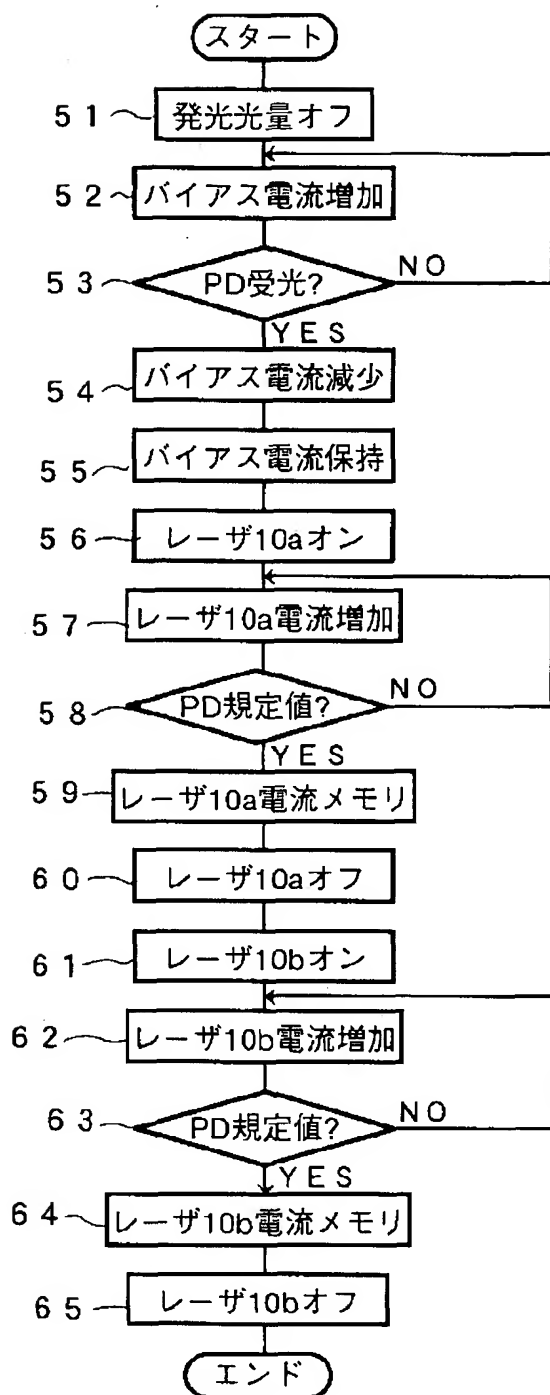 スタート
51 発光光量オフ
52 バイアス電流増加
53 PD受光? NO
YES
54 バイアス電流減少
55 バイアス電流保持
56 レーザ10aオン
57 レーザ10a電流増加
58 PD規定値? NO
YES
59 レーザ10a電流メモリ
60 レーザ10aオフ
61 レーザ10bオン
62 レーザ10b電流増加
63 PD規定値? NO
YES
64 レーザ10b電流メモリ
65 レーザ10bオフ
エンド